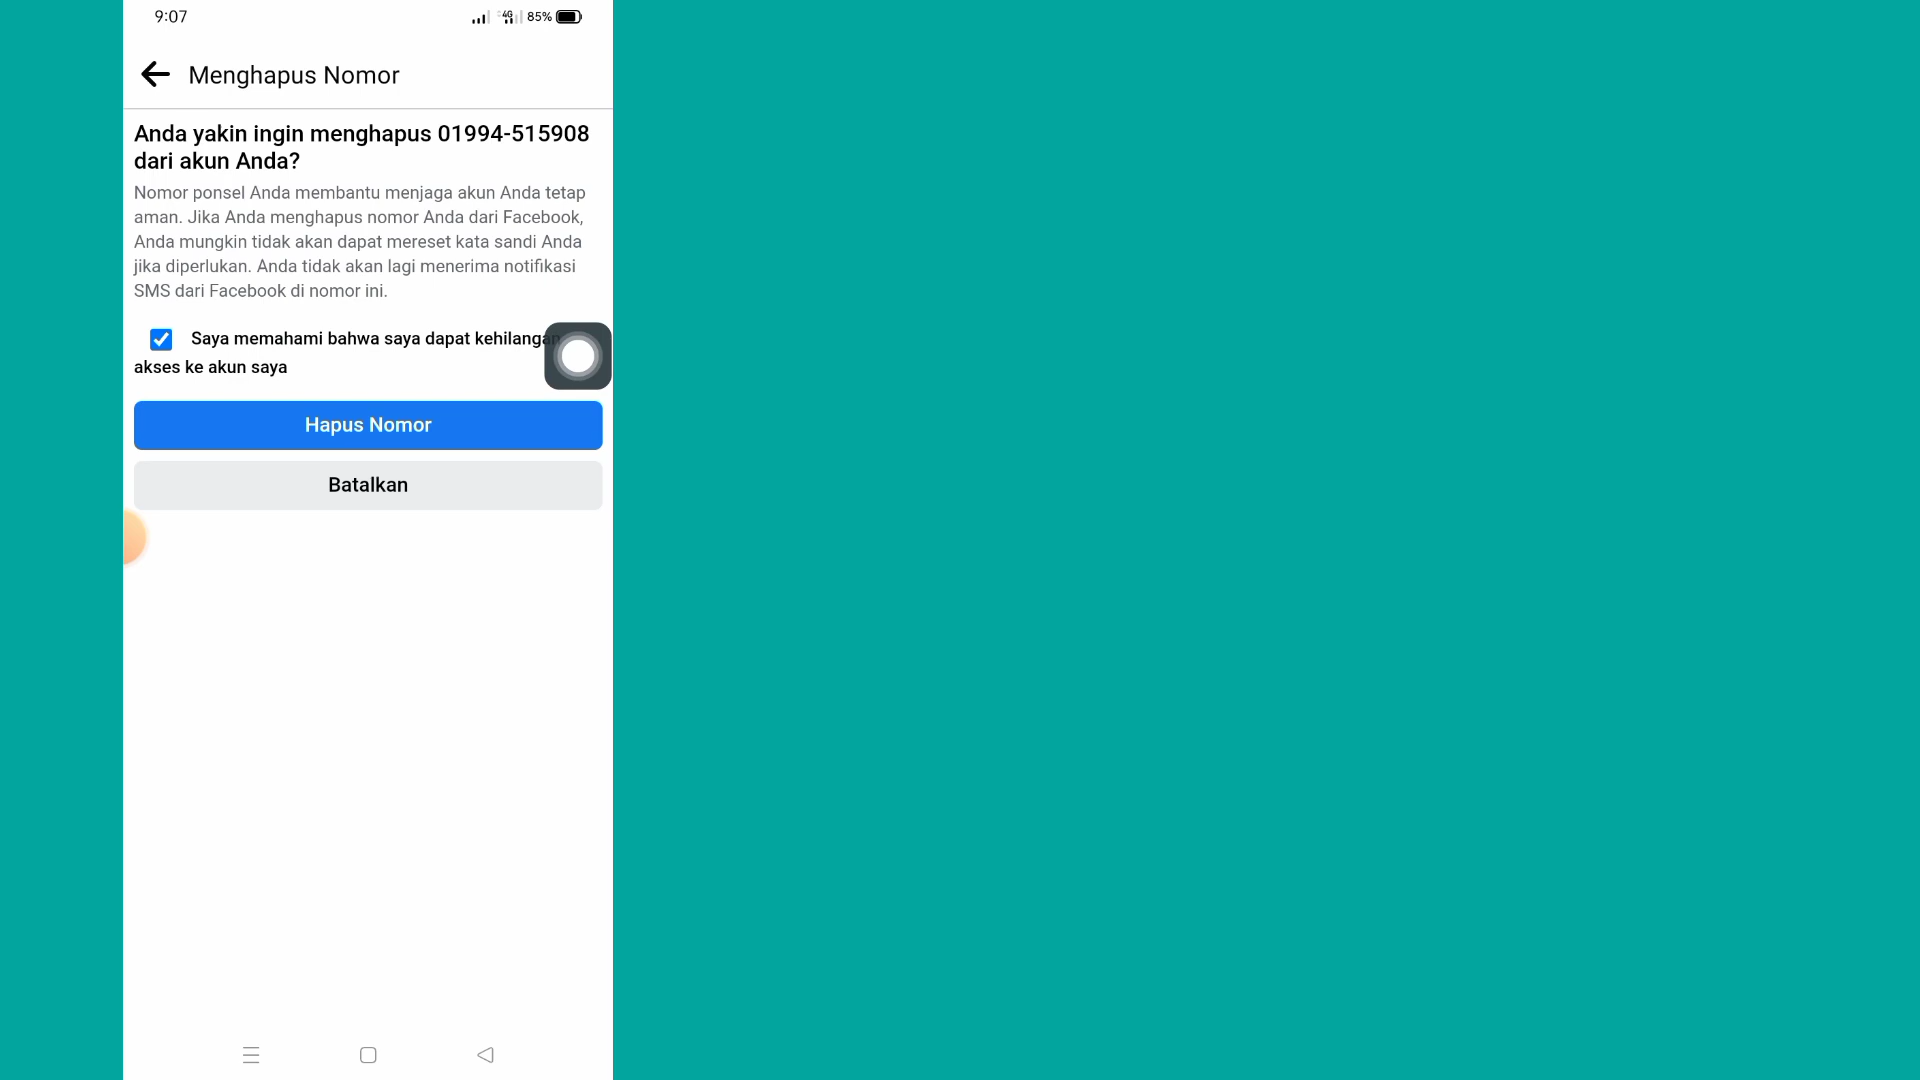 9:07
4G
85%
Menghapus Nomor
Anda yakin ingin menghapus 01994-515908
dari akun Anda?
Nomor ponsel Anda membantu menjaga akun Anda tetap
aman. Jika Anda menghapus nomor Anda dari Facebook,
Anda mungkin tidak akan dapat mereset kata sandi Anda
jika diperlukan. Anda tidak akan lagi menerima notifikasi
SMS dari Facebook di nomor ini.
Saya memahami bahwa saya dapat kehilangan
akses ke akun saya
Hapus Nomor
Batalkan